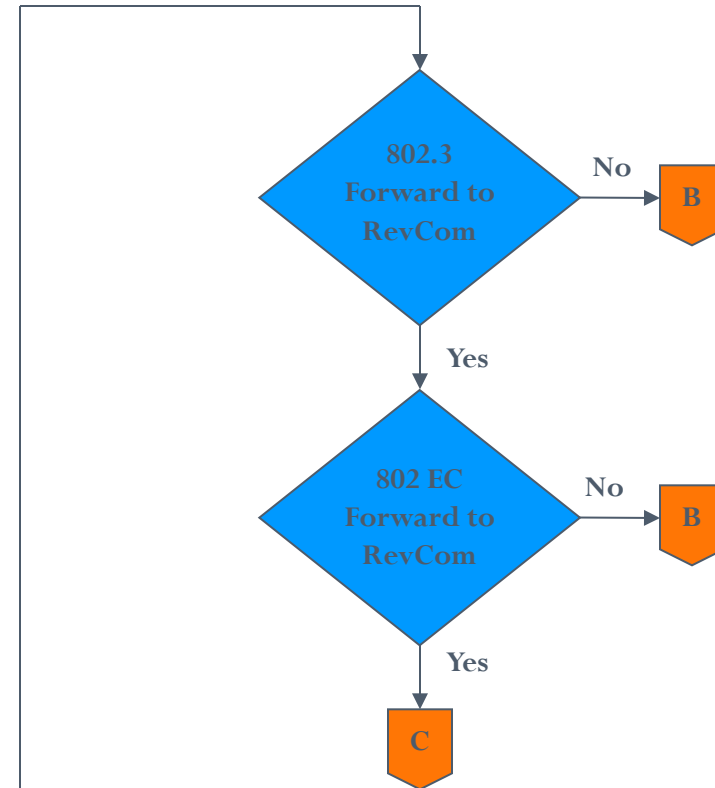 802.3
Forward to
RevCom
No
B
Yes
802 EC
Forward to
RevCom
No
B
Yes
C